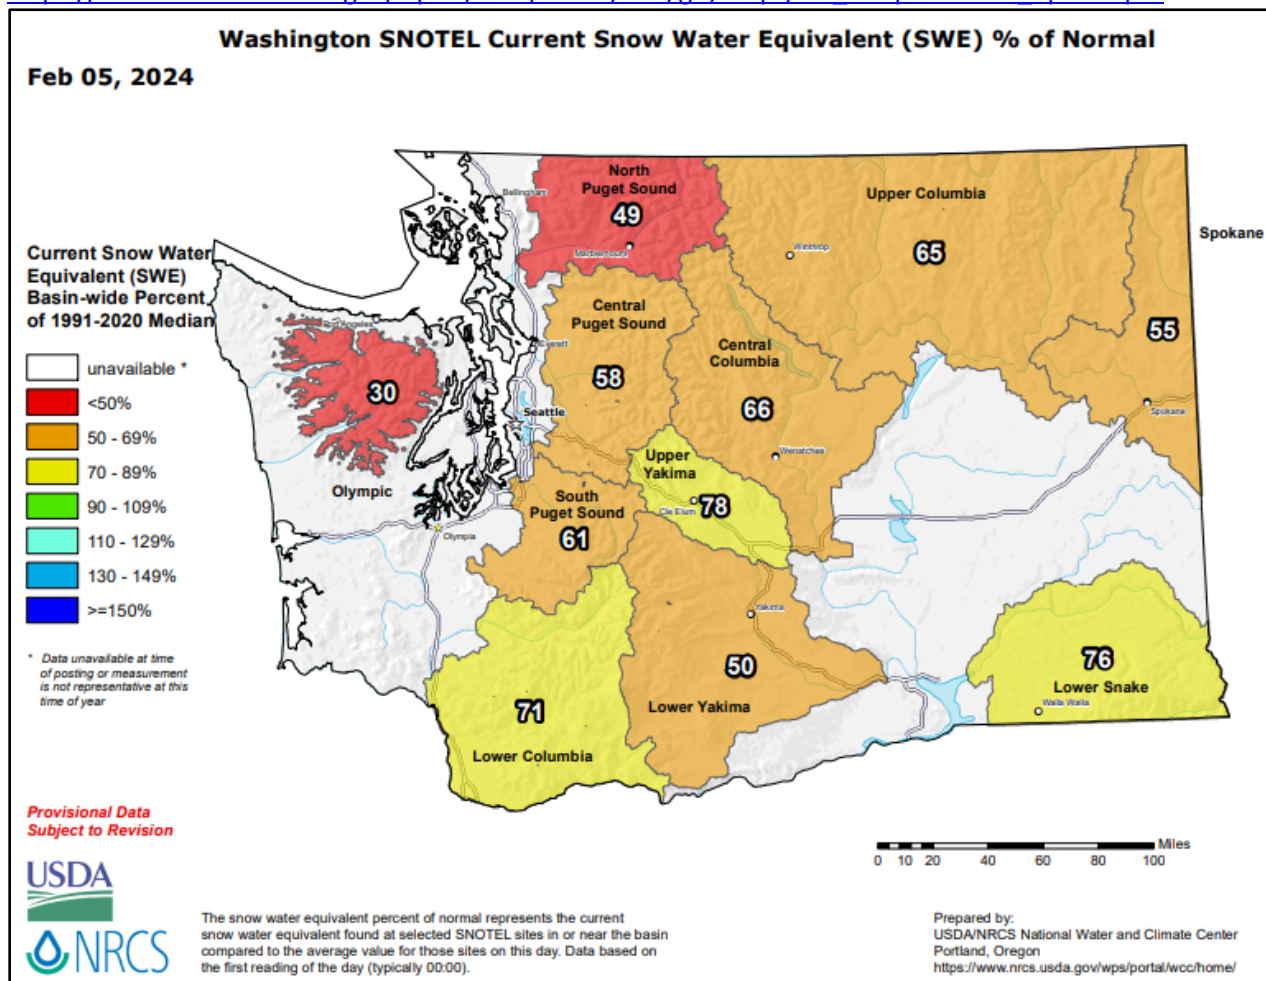 Washington SNOTEL Current Snow Water Equivalent (SWE) % of Normal
Feb 05, 2024
North
Puget Sound
49
Bellingham
Marblemount
Upper Columbia
65
Winthrop
Spokane
55
Spokane
Current Snow Water
Equivalent (SWE)
Basin-wide Percent
of 1991-2020 Median
unavailable *
<50%
50 - 69%
70 - 89%
90 - 109%
110 - 129%
130 - 149%
>=150%
* Data unavailable at time
of posting or measurement
is not representative at this
time of year
Port Angeles
30
Olympic
Everett
Seattle
Olympia
Central
Puget Sound
58
Central
Columbia
66
Wenatchee
Upper
Yakima
78
Cle Elum
South
Puget Sound
61
Yakima
50
Lower Yakima
71
Lower Columbia
76
Lower Snake
Walla Walla
Provisional Data
Subject to Revision
Miles
0 10 20 40 60 80 100
USDA
NRCS
The snow water equivalent percent of normal represents the current
snow water equivalent found at selected SNOTEL sites in or near the basin
compared to the average value for those sites on this day. Data based on
the first reading of the day (typically 00:00).
Prepared by:
USDA/NRCS National Water and Climate Center
Portland, Oregon
https://www.nrcs.usda.gov/wps/portal/wcc/home/